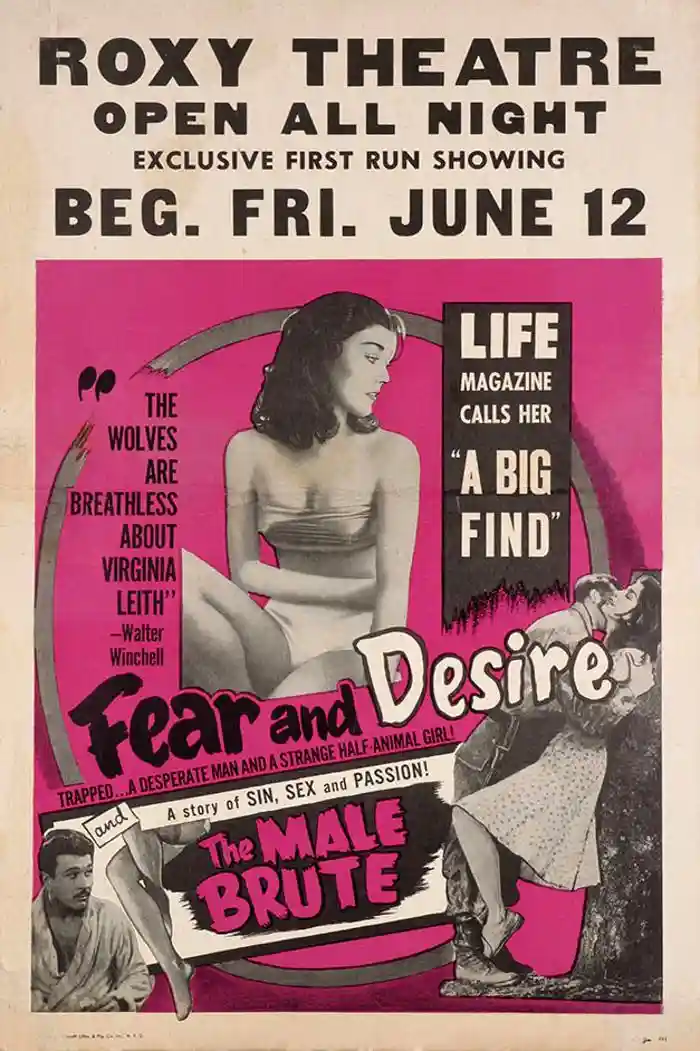 ROXY THEATRE
OPEN ALL NIGHT
EXCLUSIVE FIRST RUN SHOWING
BEG. FRI. JUNE 12
"THE
WOLVES
ARE
BREATHLESS
ABOUT
VIRGINIA
LEITH"
—Walter
Winchell
LIFE
MAGAZINE
CALLS HER
"A BIG
FIND"
Fear and Desire
TRAPPED...A DESPERATE MAN AND A STRANGE HALF-ANIMAL GIRL!
and
A story of SIN, SEX and PASSION!
The MALE
BRUTE